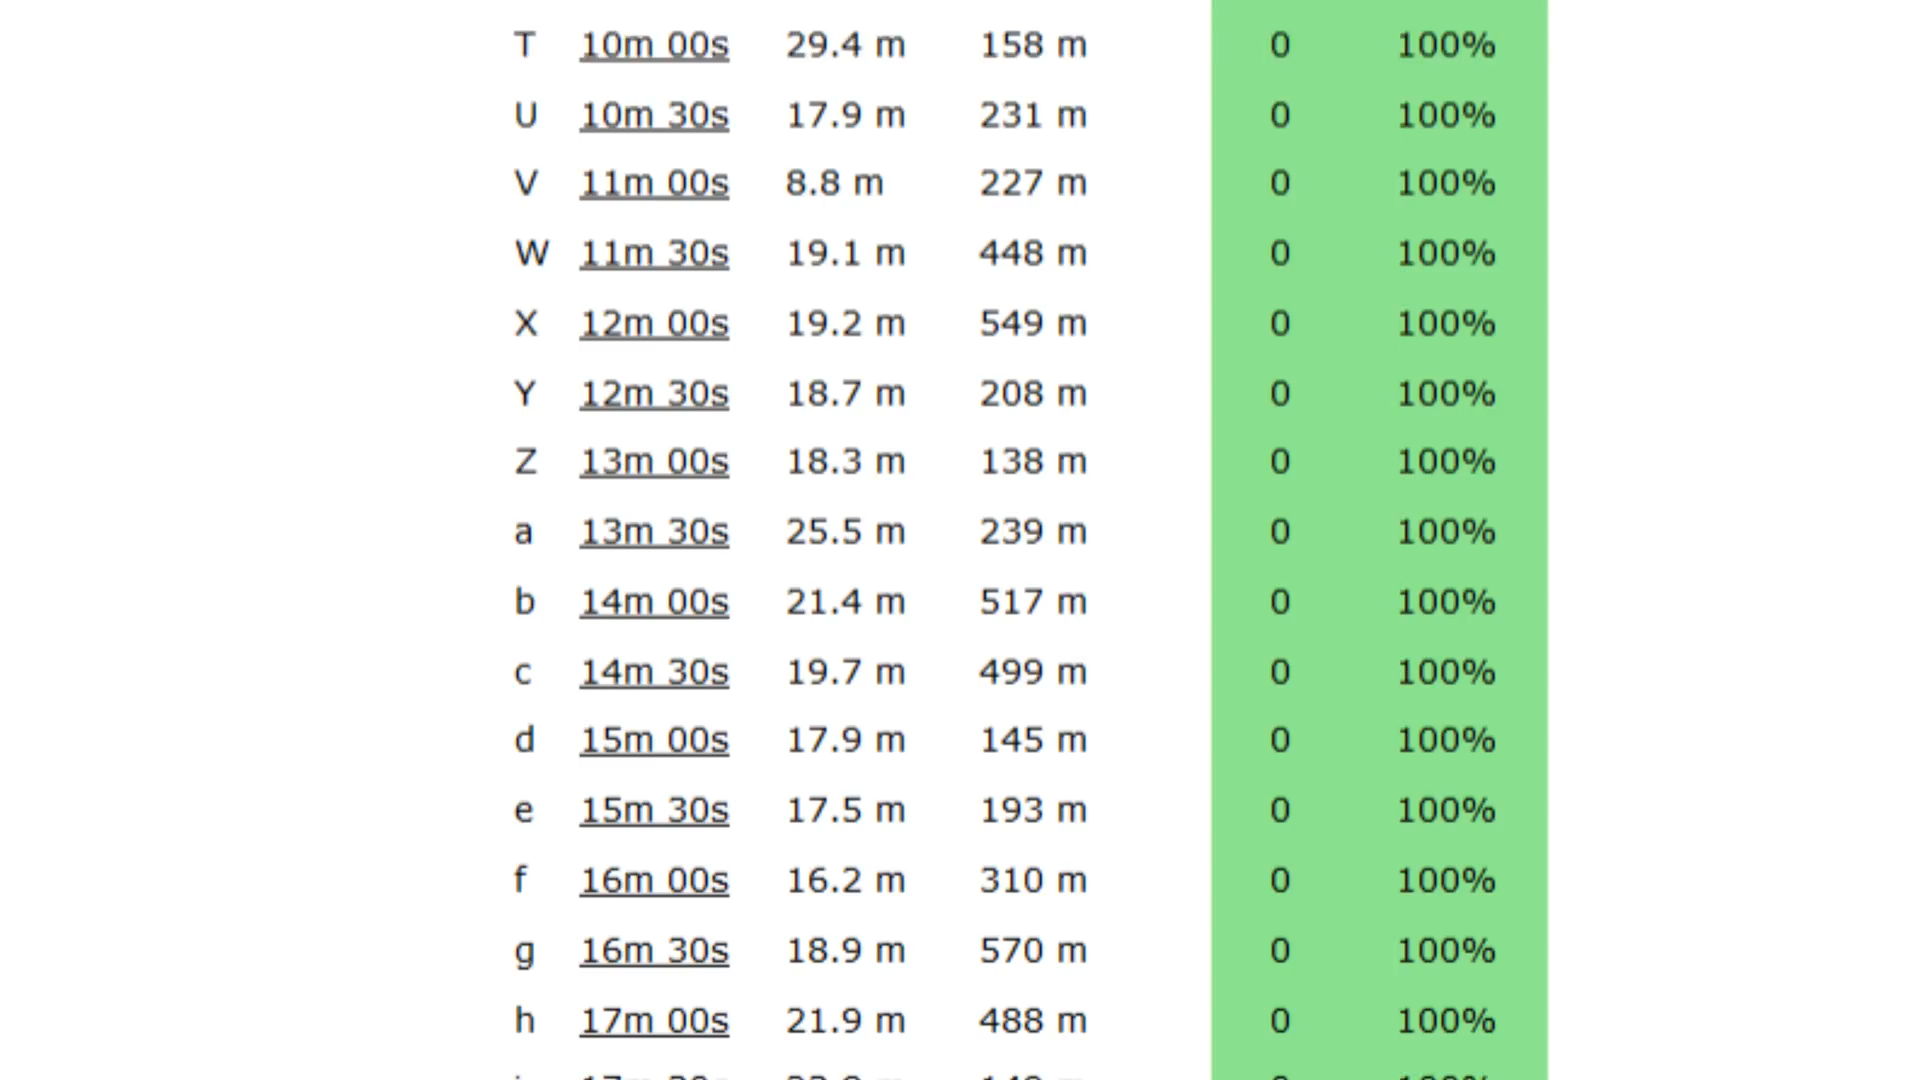 T 10m 00s 29.4 m 158 m 0 100%
U 10m 30s 17.9 m 231 m 0 100%
V 11m 00s 8.8 m 227 m 0 100%
W 11m 30s 19.1 m 448 m 0 100%
X 12m 00s 19.2 m 549 m 0 100%
Y 12m 30s 18.7 m 208 m 0 100%
Z 13m 00s 18.3 m 138 m 0 100%
a 13m 30s 25.5 m 239 m 0 100%
b 14m 00s 21.4 m 517 m 0 100%
c 14m 30s 19.7 m 499 m 0 100%
d 15m 00s 17.9 m 145 m 0 100%
e 15m 30s 17.5 m 193 m 0 100%
f 16m 00s 16.2 m 310 m 0 100%
g 16m 30s 18.9 m 570 m 0 100%
h 17m 00s 21.9 m 488 m 0 100%